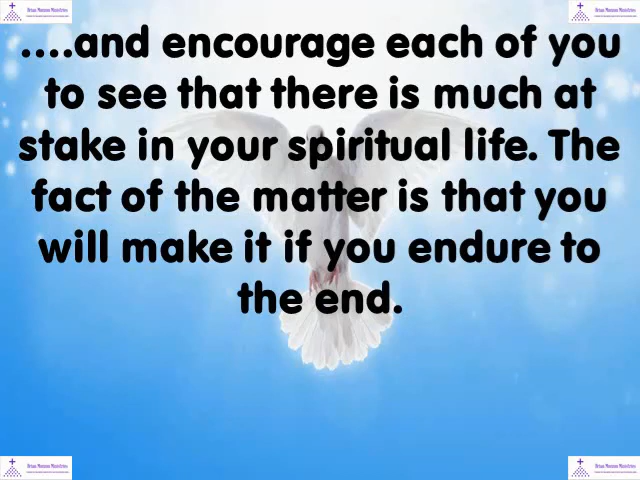 ....and encourage each of you
to see that there is much at
stake in your spiritual life. The
fact of the matter is that you
will make it if you endure to
the end.